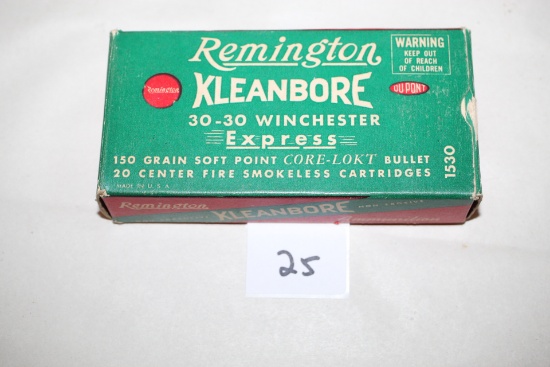 Remington
WARNING
KEEP OUT
OF REACH
OF CHILDREN
Remington
KLEANBORE
DU PONT
30-30 WINCHESTER
Express
150 GRAIN SOFT POINT CORE-LOKT BULLET
20 CENTER FIRE SMOKELESS CARTRIDGES
1530
MADE IN U.S.A.
Remington
KLEANBORE
25